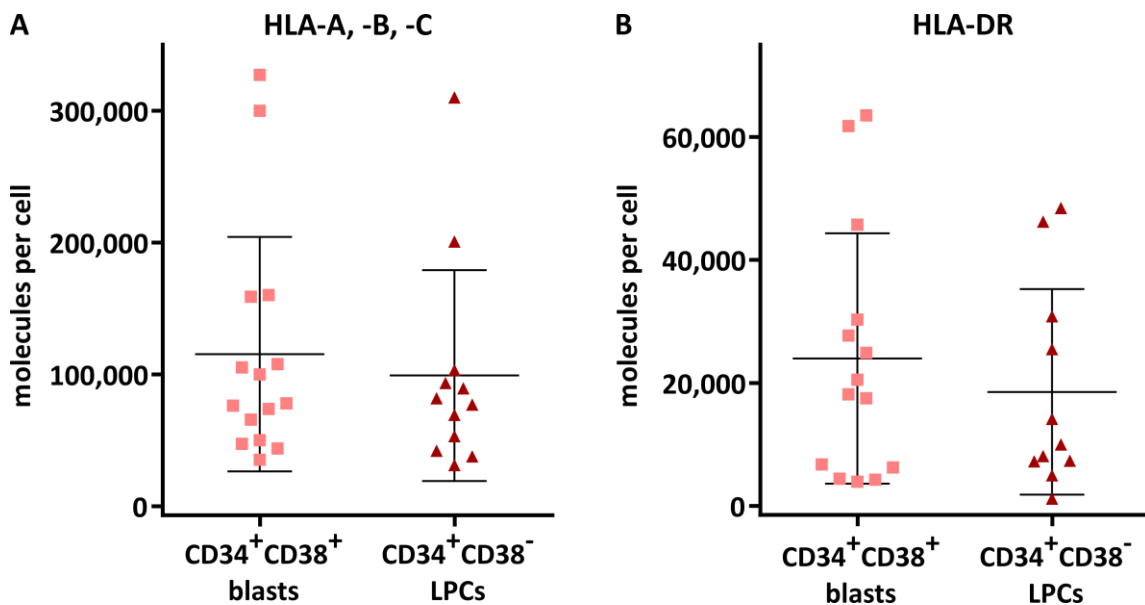 A
HLA-A, -B, -C
molecules per cell
300,000
200,000
100,000
0
CD34⁺CD38⁺
blasts
CD34⁺CD38⁻
LPCs
B
HLA-DR
molecules per cell
60,000
40,000
20,000
0
CD34⁺CD38⁺
blasts
CD34⁺CD38⁻
LPCs